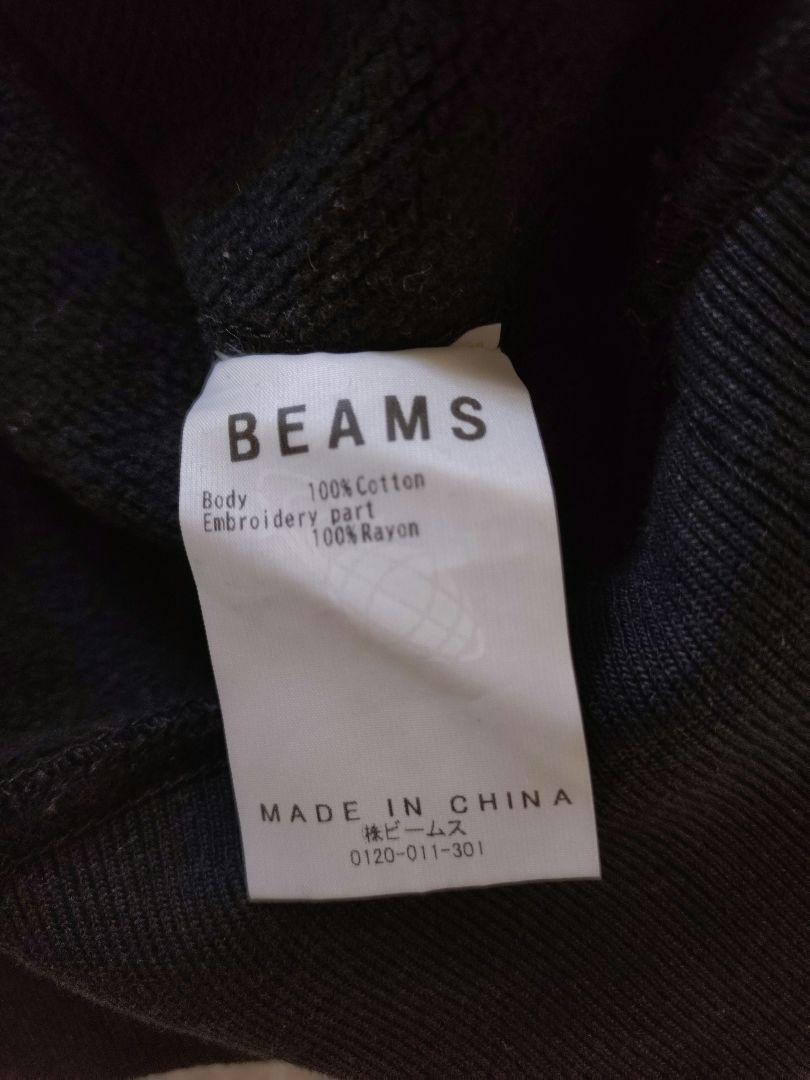 BEAMS
Body 100%Cotton
Embroidery part
100%Rayon
MADE IN CHINA
㈱ビームス
0120-011-301